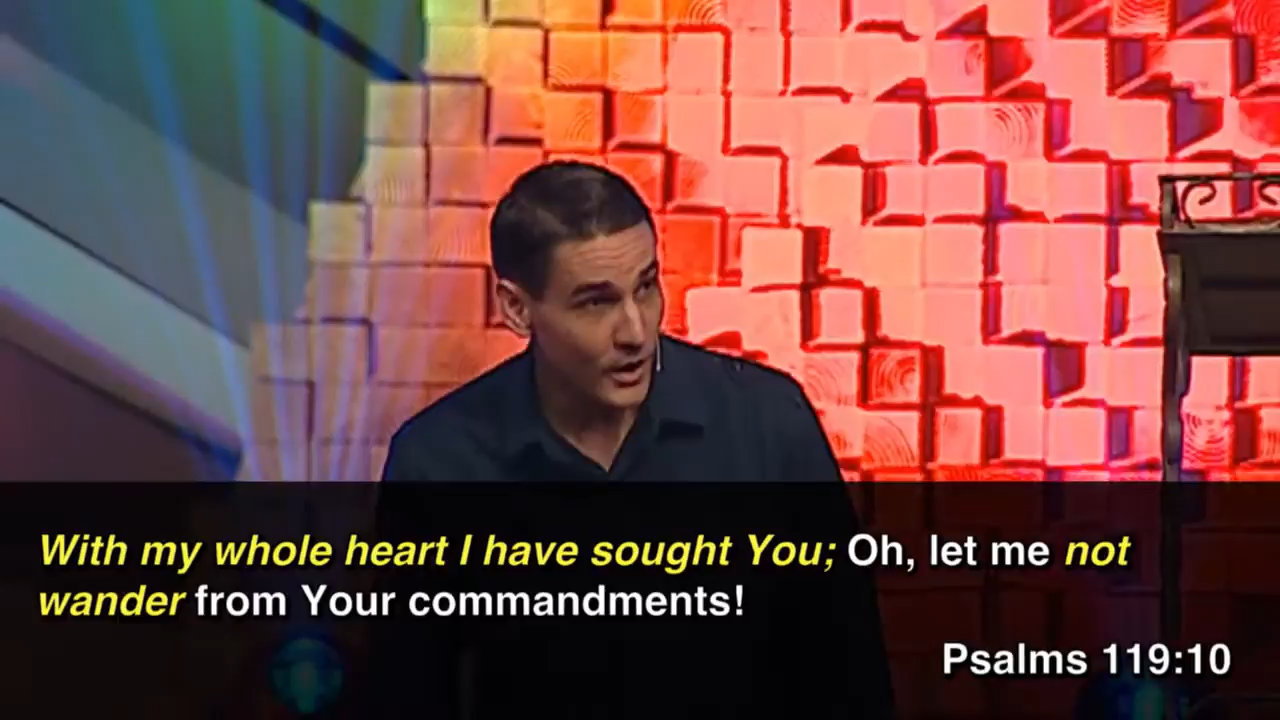 With my whole heart I have sought You; Oh, let me not
wander from Your commandments!
Psalms 119:10